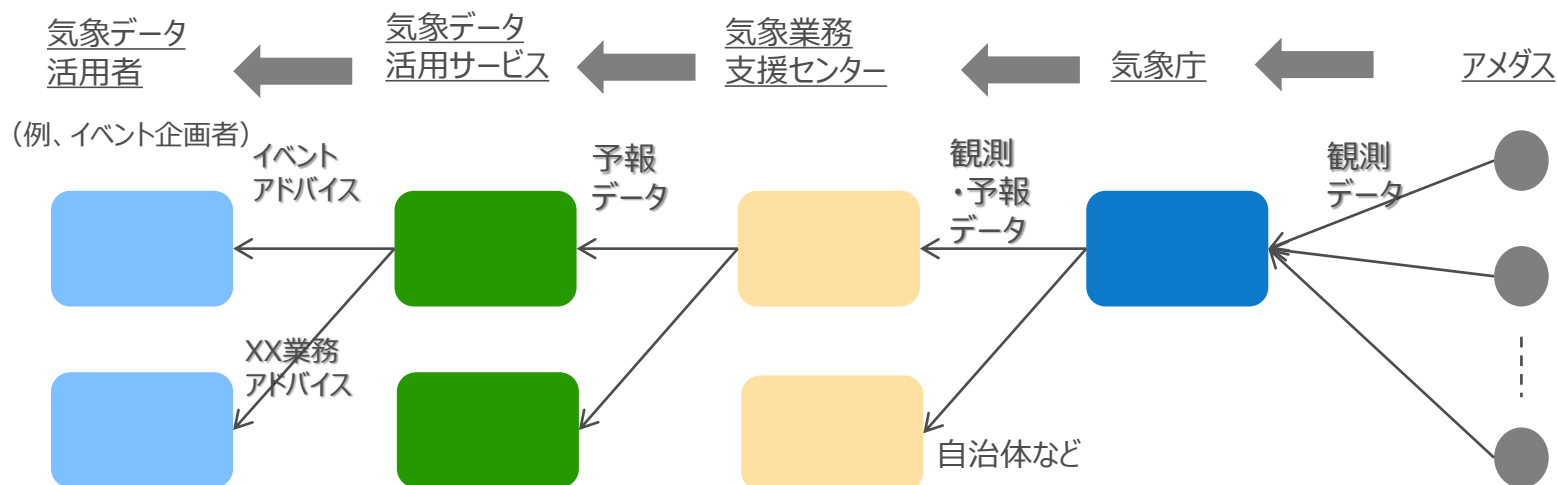 気象データ
活用者
気象データ
活用サービス
気象業務
支援センター
気象庁
アメダス
（例、イベント企画者）
イベント
アドバイス
予報
データ
観測
・予報
データ
観測
データ
XX業務
アドバイス
自治体など